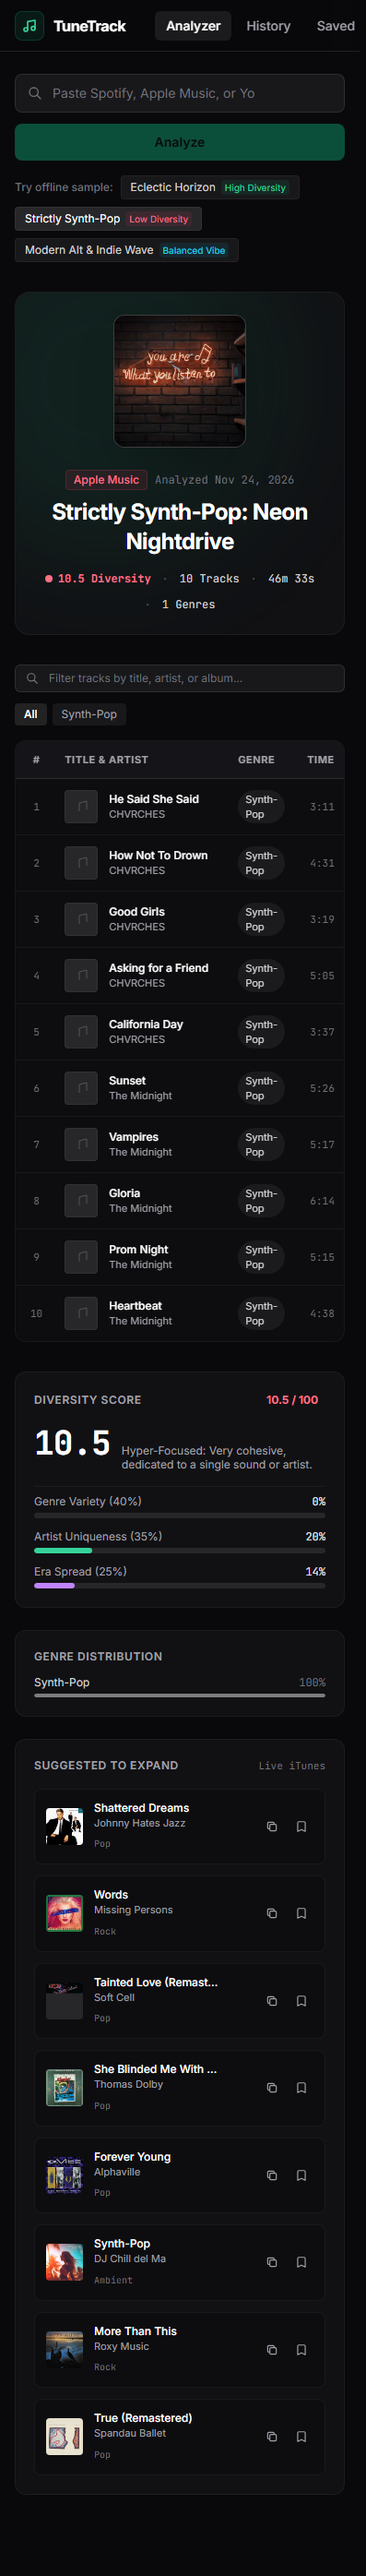 TuneTrack
Analyzer
History
Saved
Paste Spotify, Apple Music, or Yo
Analyze
Try offline sample:
Eclectic Horizon High Diversity
Strictly Synth-Pop Low Diversity
Modern Alt & Indie Wave Balanced Vibe
you are
What you listen to
Apple Music Analyzed Nov 24, 2026
Strictly Synth-Pop: Neon
Nightdrive
10.5 Diversity · 10 Tracks · 46m 33s
· 1 Genres
Filter tracks by title, artist, or album...
All Synth-Pop
# TITLE & ARTIST GENRE TIME
1 He Said She Said Synth-Pop 3:11
CHVRCHES
2 How Not To Drown Synth-Pop 4:31
CHVRCHES
3 Good Girls Synth-Pop 3:19
CHVRCHES
4 Asking for a Friend Synth-Pop 5:05
CHVRCHES
5 California Day Synth-Pop 3:37
CHVRCHES
6 Sunset Synth-Pop 5:26
The Midnight
7 Vampires Synth-Pop 5:17
The Midnight
8 Gloria Synth-Pop 6:14
The Midnight
9 Prom Night Synth-Pop 5:15
The Midnight
10 Heartbeat Synth-Pop 4:38
The Midnight
DIVERSITY SCORE 10.5 / 100
10.5 Hyper-Focused: Very cohesive,
dedicated to a single sound or artist.
Genre Variety (40%) 0%
Artist Uniqueness (35%) 20%
Era Spread (25%) 14%
GENRE DISTRIBUTION
Synth-Pop 100%
SUGGESTED TO EXPAND Live iTunes
Shattered Dreams
Johnny Hates Jazz
Pop
Words
Missing Persons
Rock
Tainted Love (Remast...
Soft Cell
Pop
She Blinded Me With ...
Thomas Dolby
Pop
Forever Young
Alphaville
Pop
Synth-Pop
DJ Chill del Ma
Ambient
More Than This
Roxy Music
Rock
True (Remastered)
Spandau Ballet
Pop